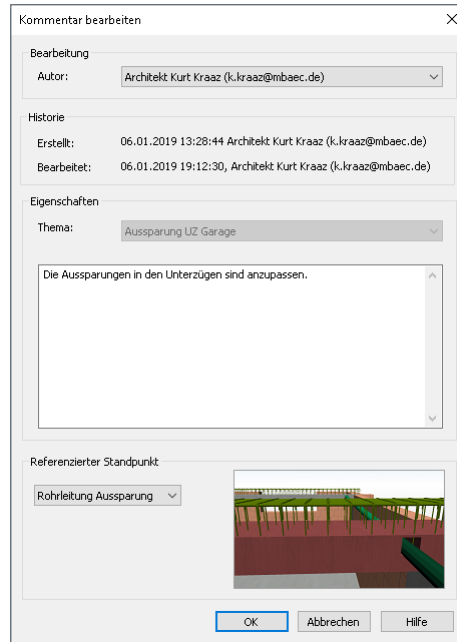 Kommentar bearbeiten
Bearbeitung
Autor: Architekt Kurt Kraaz (k.kraaz@mbaec.de)
Historie
Erstellt: 06.01.2019 13:28:44 Architekt Kurt Kraaz (k.kraaz@mbaec.de)
Bearbeitet: 06.01.2019 19:12:30, Architekt Kurt Kraaz (k.kraaz@mbaec.de)
Eigenschaften
Thema: Aussparung UZ Garage
Die Aussparungen in den Unterzügen sind anzupassen.
Referenzierter Standpunkt
Rohrleitung Aussparung
OK Abbrechen Hilfe